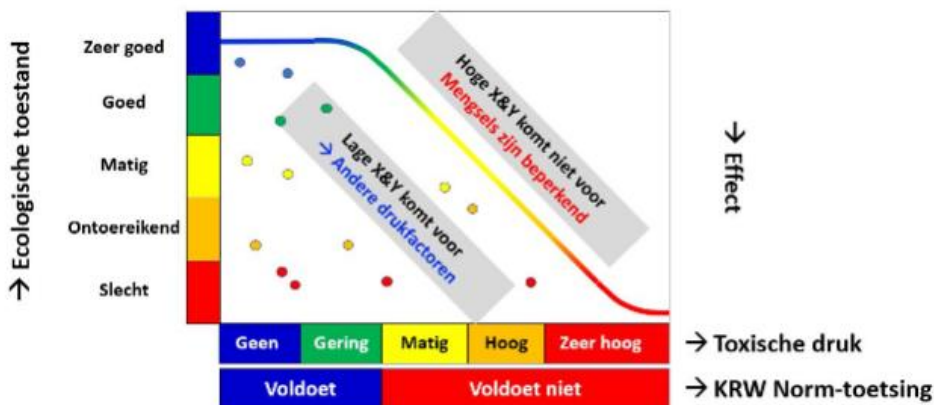 → Ecologische toestand
Zeer goed
Goed
Matig
Ontoereikend
Slecht
Hoge X&Y komt niet voor
Mengsels zijn beperkend
Lage X&Y komt voor
→ Andere drukfactoren
→ Effect
Geen Gering Matig Hoog Zeer hoog → Toxische druk
Voldoet Voldoet niet → KRW Norm-toetsing